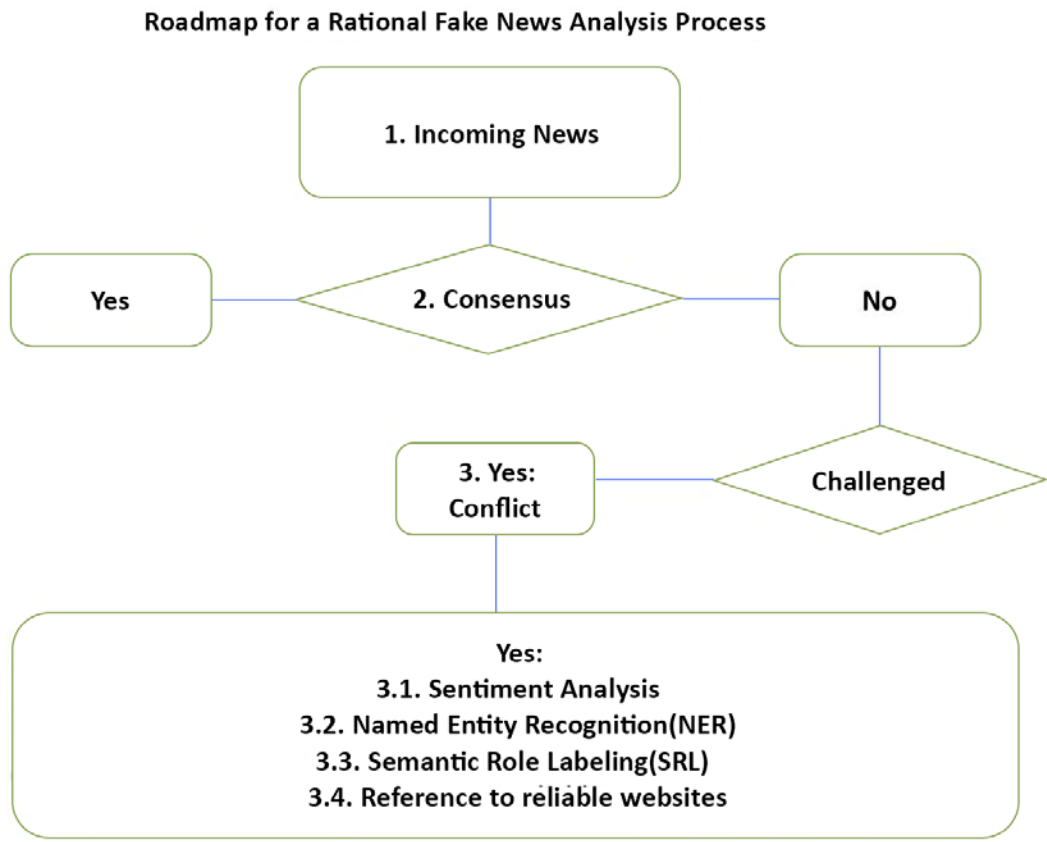 Roadmap for a Rational Fake News Analysis Process
1. Incoming News
Yes
2. Consensus
No
3. Yes:
Conflict
Challenged
Yes:
3.1. Sentiment Analysis
3.2. Named Entity Recognition(NER)
3.3. Semantic Role Labeling(SRL)
3.4. Reference to reliable websites